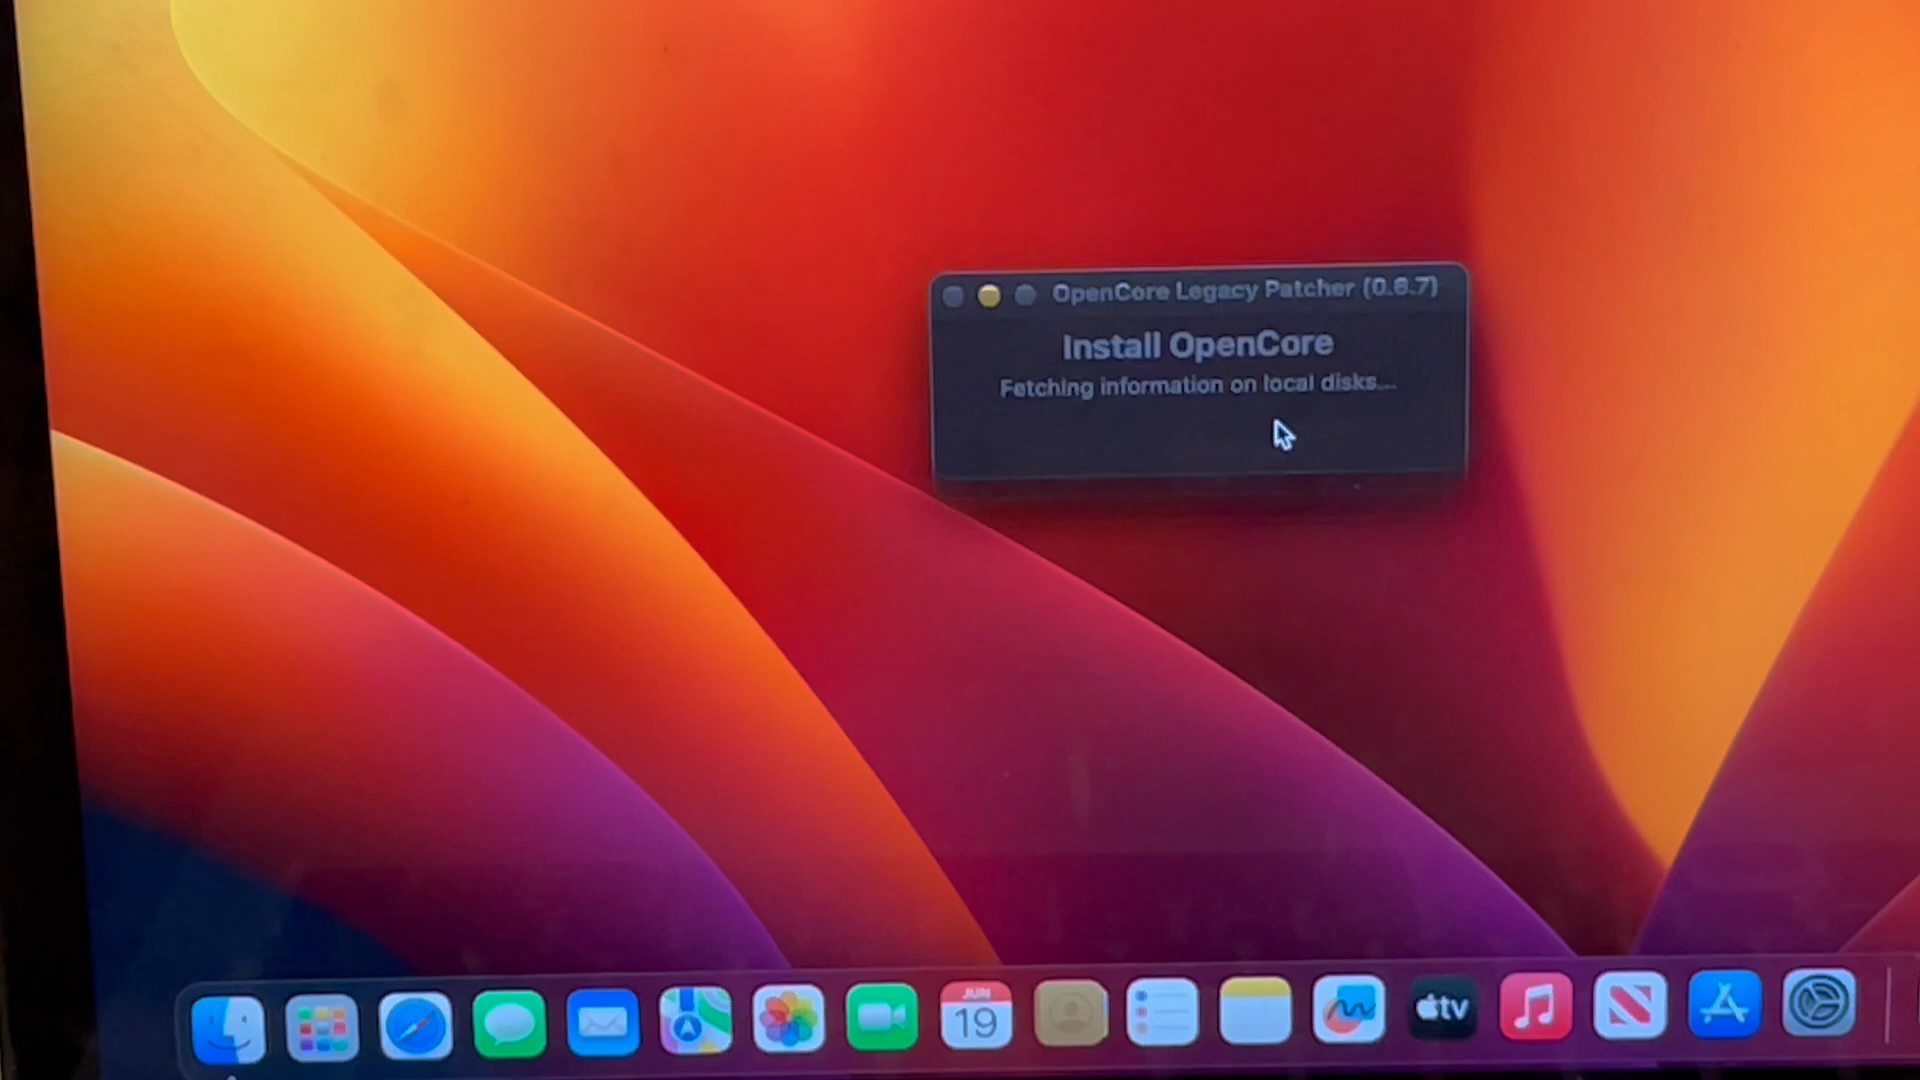 OpenCore Legacy Patcher (0.6.7)
Install OpenCore
Fetching information on local disks...
JUN
19
tv